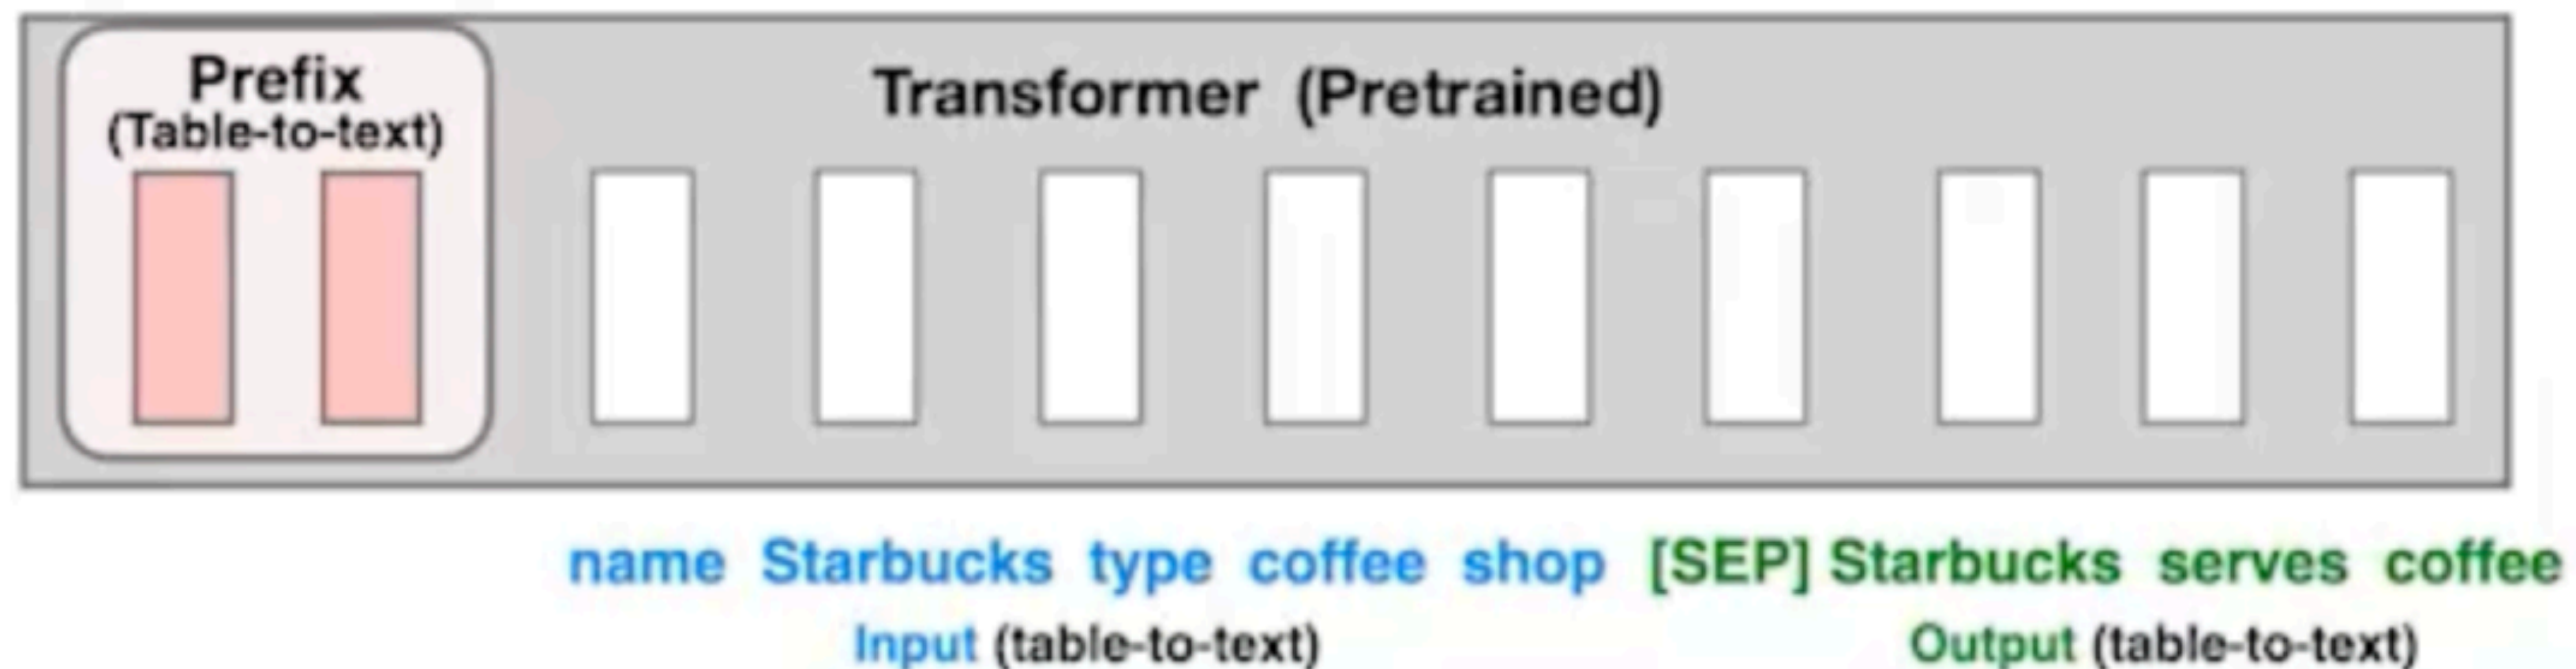 Prefix
(Table-to-text)
Transformer (Pretrained)
name Starbucks type coffee shop [SEP] Starbucks serves coffee
Input (table-to-text) Output (table-to-text)